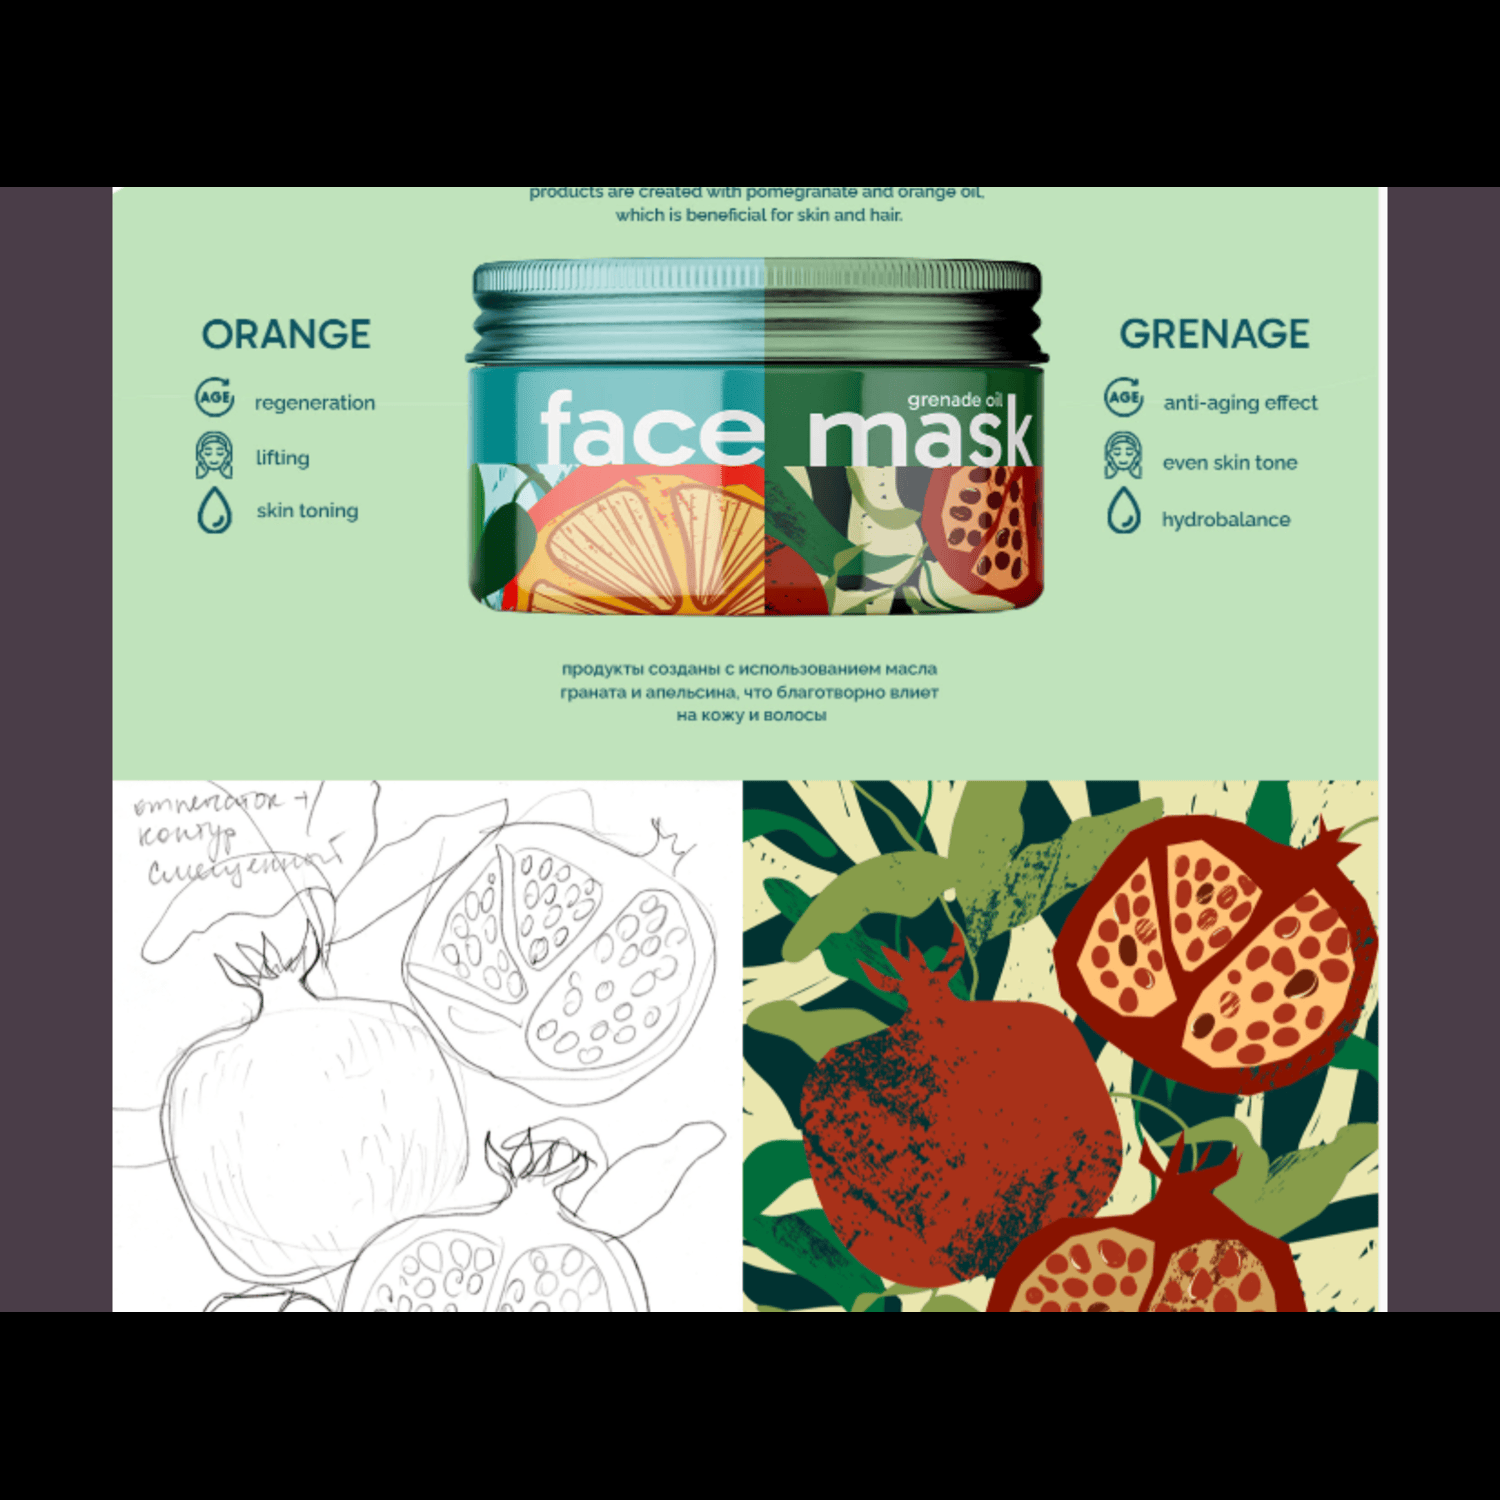 products are created with pomegranate and orange oil,
which is beneficial for skin and hair.
ORANGE
AGE regeneration
lifting
skin toning
face mask
grenade oil
GRENAGE
AGE anti-aging effect
even skin tone
hydrobalance
продукты созданы с использованием масла
граната и апельсина, что благотворно влиет
на кожу и волосы
отпечаток +
контур
смещенной